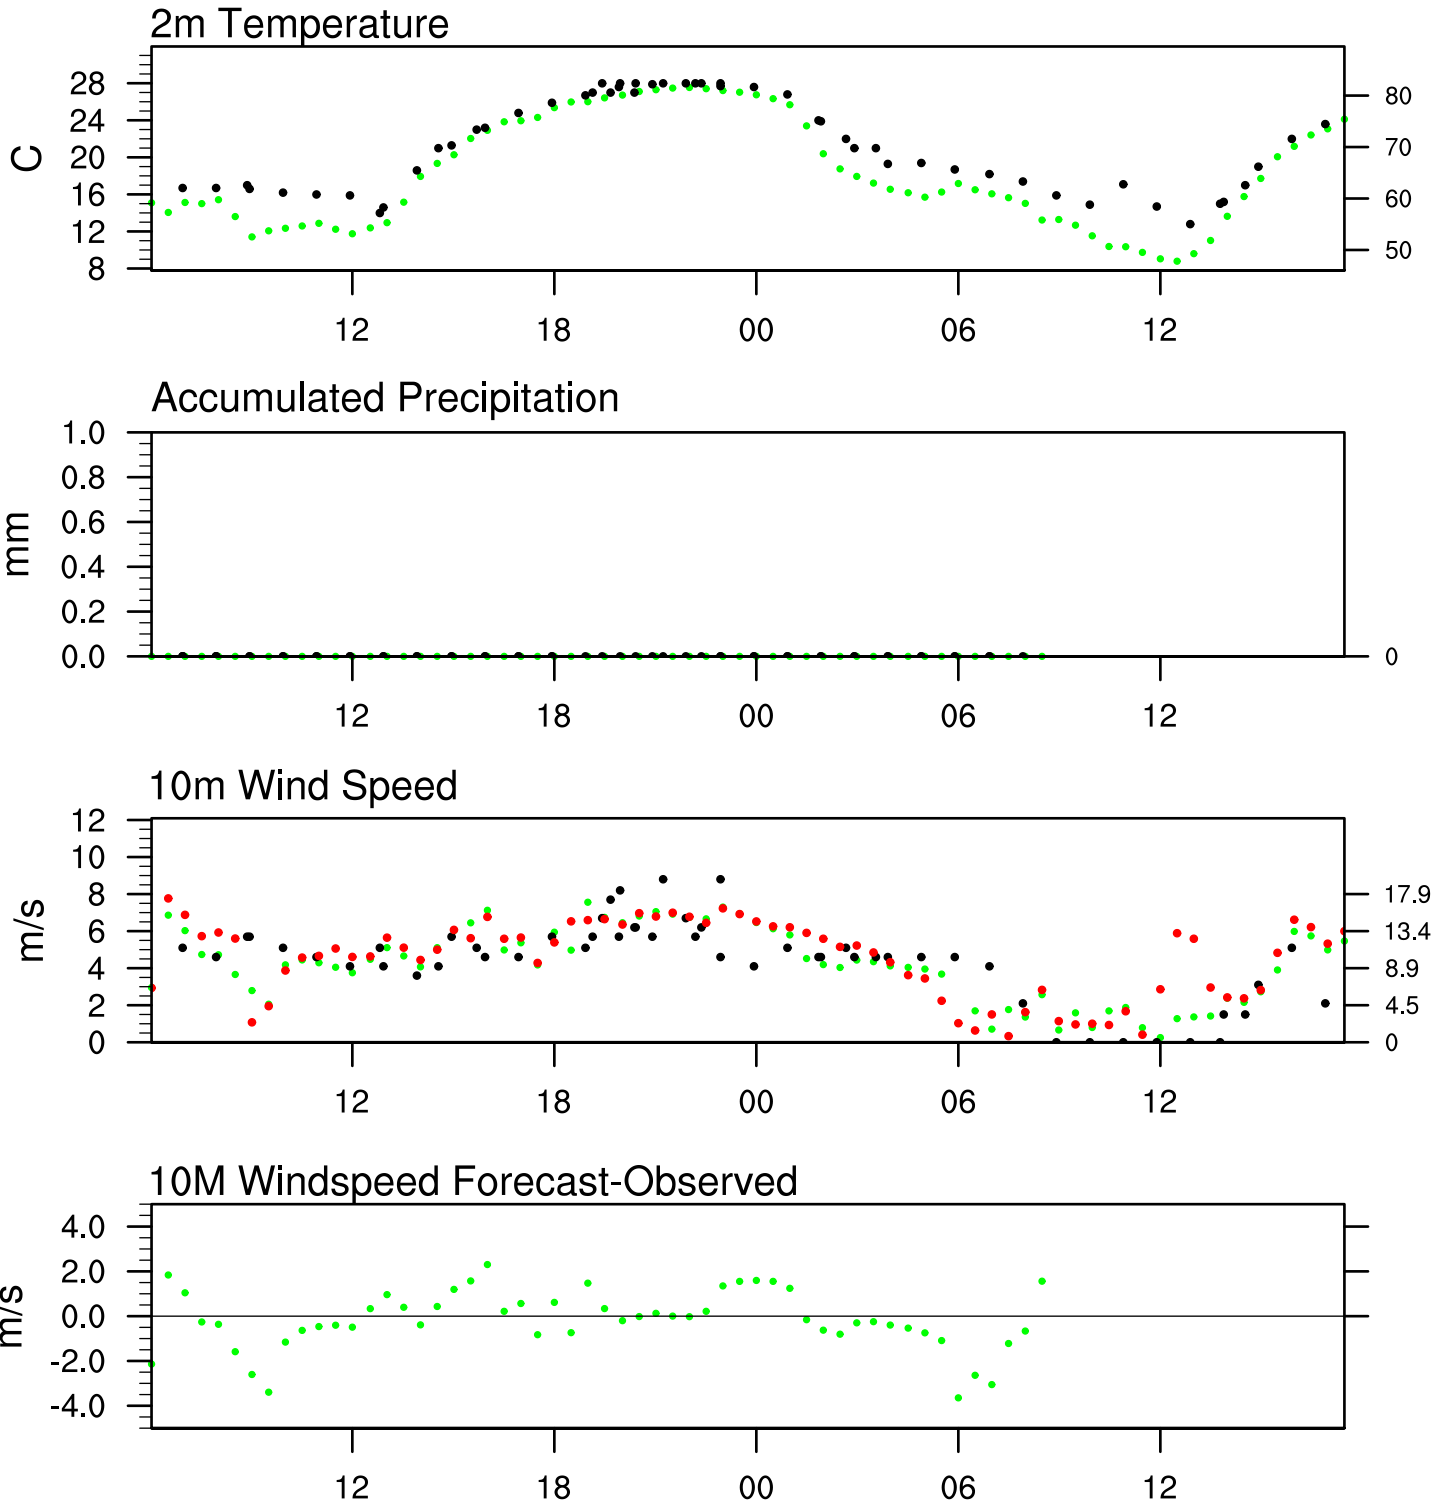 2m Temperature
28
24
20
16
12
8
C
80
70
60
50
12 18 00 06 12
Accumulated Precipitation
1.0
0.8
0.6
0.4
0.2
0.0
mm
0
12 18 00 06 12
10m Wind Speed
12
10
8
6
4
2
0
m/s
17.9
13.4
8.9
4.5
0
12 18 00 06 12
10M Windspeed Forecast-Observed
4.0
2.0
0.0
-2.0
-4.0
m/s
12 18 00 06 12